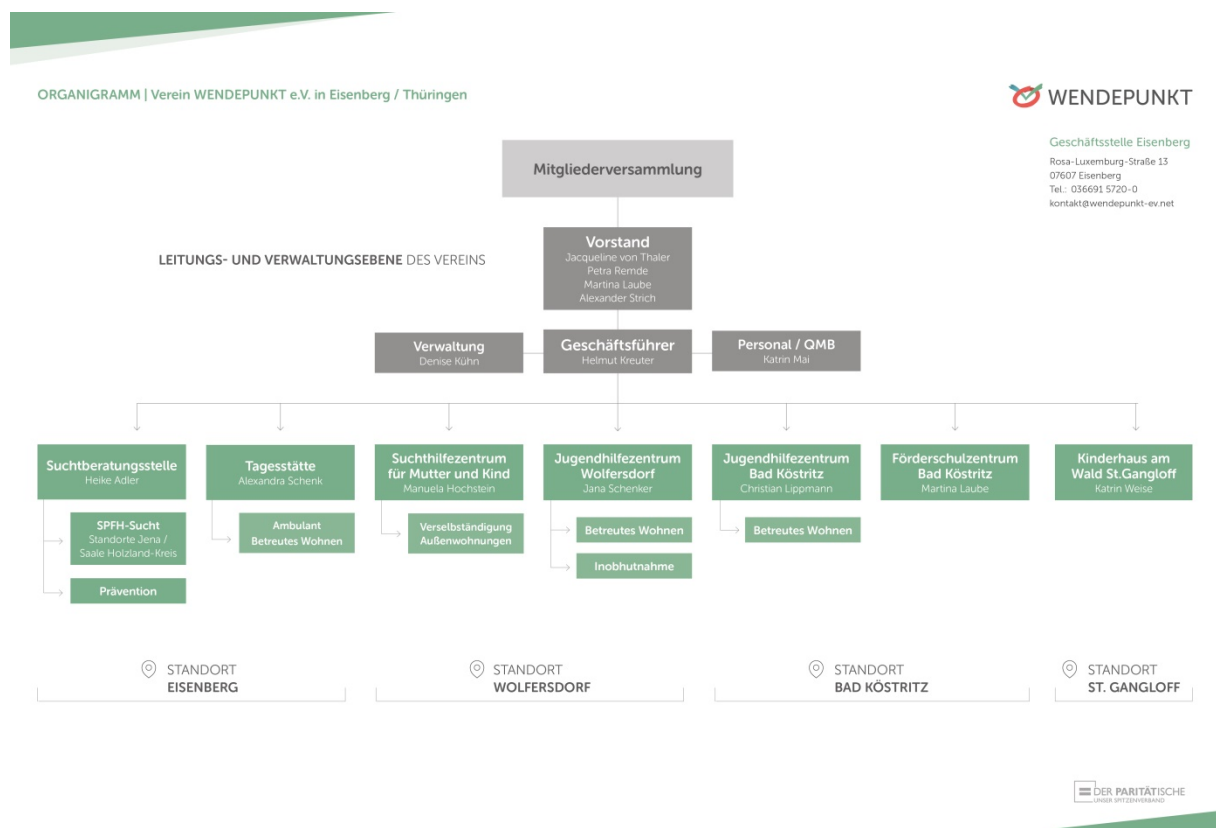 ORGANIGRAMM | Verein WENDEPUNKT e.V. in Eisenberg / Thüringen
WENDEPUNKT
Geschäftsstelle Eisenberg
Rosa-Luxemburg-Straße 13
07607 Eisenberg
Tel.: 036691 5720-0
kontakt@wendepunkt-ev.net
Mitgliederversammlung
LEITUNGS- UND VERWALTUNGSEBENE DES VEREINS
Vorstand
Jacqueline von Thaler
Petra Remde
Martina Laube
Alexander Strich
Verwaltung
Denise Kühn
Geschäftsführer
Helmut Kreuter
Personal / QMB
Katrin Mai
Suchtberatungsstelle
Heike Adler
SPFH-Sucht
Standorte Jena /
Saale Holzland-Kreis
Prävention
Tagesstätte
Alexandra Schenk
Ambulant
Betreutes Wohnen
Suchthilfezentrum
für Mutter und Kind
Manuela Hochstein
Verselbständigung
Außenwohnungen
Jugendhilfezentrum
Wolfersdorf
Jana Schenker
Betreutes Wohnen
Inobhutnahme
Jugendhilfezentrum
Bad Köstritz
Christian Lippmann
Betreutes Wohnen
Förderschulzentrum
Bad Köstritz
Martina Laube
Kinderhaus am
Wald St.Gangloff
Katrin Weise
STANDORT
EISENBERG
STANDORT
WOLFERSDORF
STANDORT
BAD KÖSTRITZ
STANDORT
ST. GANGLOFF
DER PARITÄTISCHE
UNSER SPITZENVERBAND